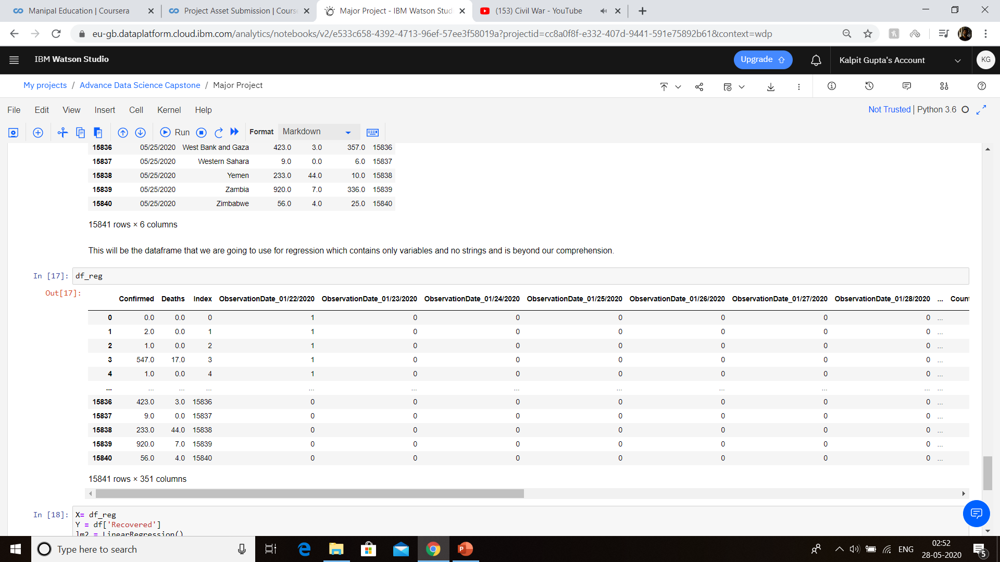 Manipal Education | Coursera
Project Asset Submission | Cours
Major Project - IBM Watson Stud
(153) Civil War - YouTube
eu-gb.dataplatform.cloud.ibm.com/analytics/notebooks/v2/e533c658-4392-4713-96ef-57ee3f58019a?projectid=cc8a0f8f-e332-407d-9441-591e75892b61&context=wdp
IBM Watson Studio
Upgrade
Kalpit Gupta's Account
KG
My projects / Advance Data Science Capstone / Major Project
File Edit View Insert Cell Kernel Help
Not Trusted | Python 3.6
Run Format Markdown
15836 05/25/2020 West Bank and Gaza 423.0 3.0 357.0 15836
15837 05/25/2020 Western Sahara 9.0 0.0 6.0 15837
15838 05/25/2020 Yemen 233.0 44.0 10.0 15838
15839 05/25/2020 Zambia 920.0 7.0 336.0 15839
15840 05/25/2020 Zimbabwe 56.0 4.0 25.0 15840
15841 rows × 6 columns
This will be the dataframe that we are going to use for regression which contains only variables and no strings and is beyond our comprehension.
In [17]: df_reg
Out[17]:
Confirmed Deaths Index ObservationDate_01/22/2020 ObservationDate_01/23/2020 ObservationDate_01/24/2020 ObservationDate_01/25/2020 ObservationDate_01/26/2020 ObservationDate_01/27/2020 ObservationDate_01/28/2020 ... Count
0 0.0 0.0 0 1 0 0 0 0 0 0 ...
1 2.0 0.0 1 1 0 0 0 0 0 0 ...
2 1.0 0.0 2 1 0 0 0 0 0 0 ...
3 547.0 17.0 3 1 0 0 0 0 0 0 ...
4 1.0 0.0 4 1 0 0 0 0 0 0 ...
... ... ... ... ... ... ... ... ... ... ... ...
15836 423.0 3.0 15836 0 0 0 0 0 0 0 ...
15837 9.0 0.0 15837 0 0 0 0 0 0 0 ...
15838 233.0 44.0 15838 0 0 0 0 0 0 0 ...
15839 920.0 7.0 15839 0 0 0 0 0 0 0 ...
15840 56.0 4.0 15840 0 0 0 0 0 0 0 ...
15841 rows × 351 columns
In [18]: X= df_reg
Y = df['Recovered']
lm2 = LinearRegression()
Type here to search
ENG
02:52
28-05-2020
5